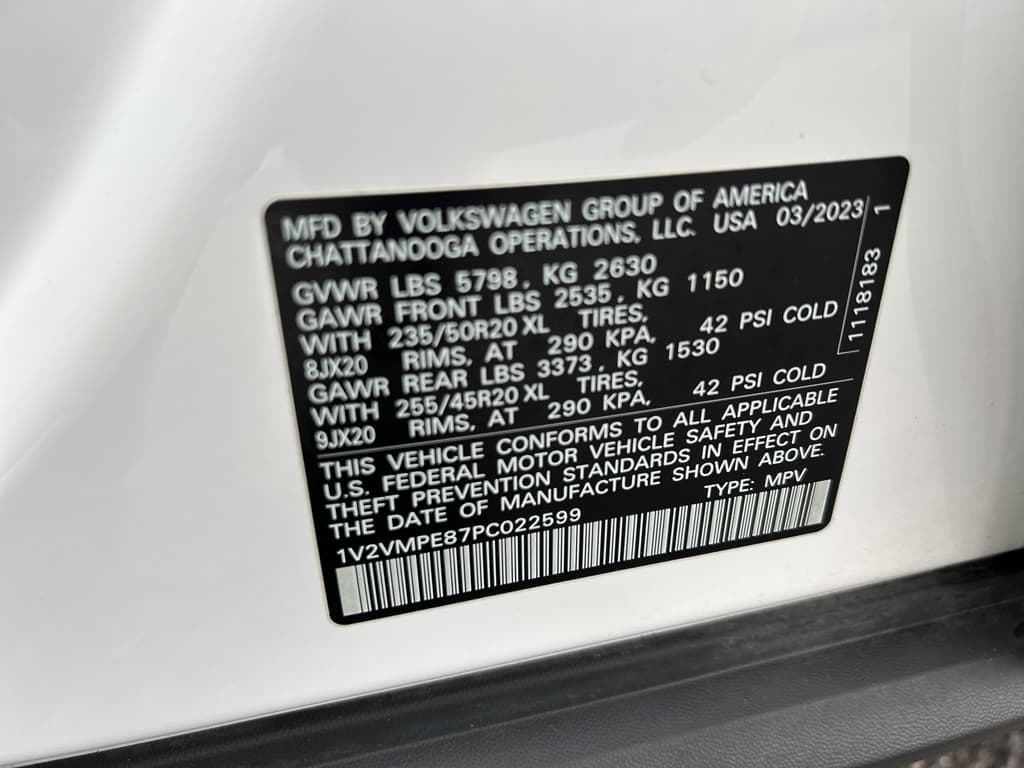 MFD BY VOLKSWAGEN GROUP OF AMERICA
CHATTANOOGA OPERATIONS, LLC. USA 03/2023
GVWR LBS 5798, KG 2630
GAWR FRONT LBS 2535, KG 1150
WITH 235/50R20 XL TIRES,
8JX20 RIMS, AT 290 KPA, 42 PSI COLD
GAWR REAR LBS 3373, KG 1530
WITH 255/45R20 XL TIRES,
9JX20 RIMS, AT 290 KPA, 42 PSI COLD
THIS VEHICLE CONFORMS TO ALL APPLICABLE
U.S. FEDERAL MOTOR VEHICLE SAFETY AND
THEFT PREVENTION STANDARDS IN EFFECT ON
THE DATE OF MANUFACTURE SHOWN ABOVE.
1V2VMPE87PC022599 TYPE: MPV
1118183 1